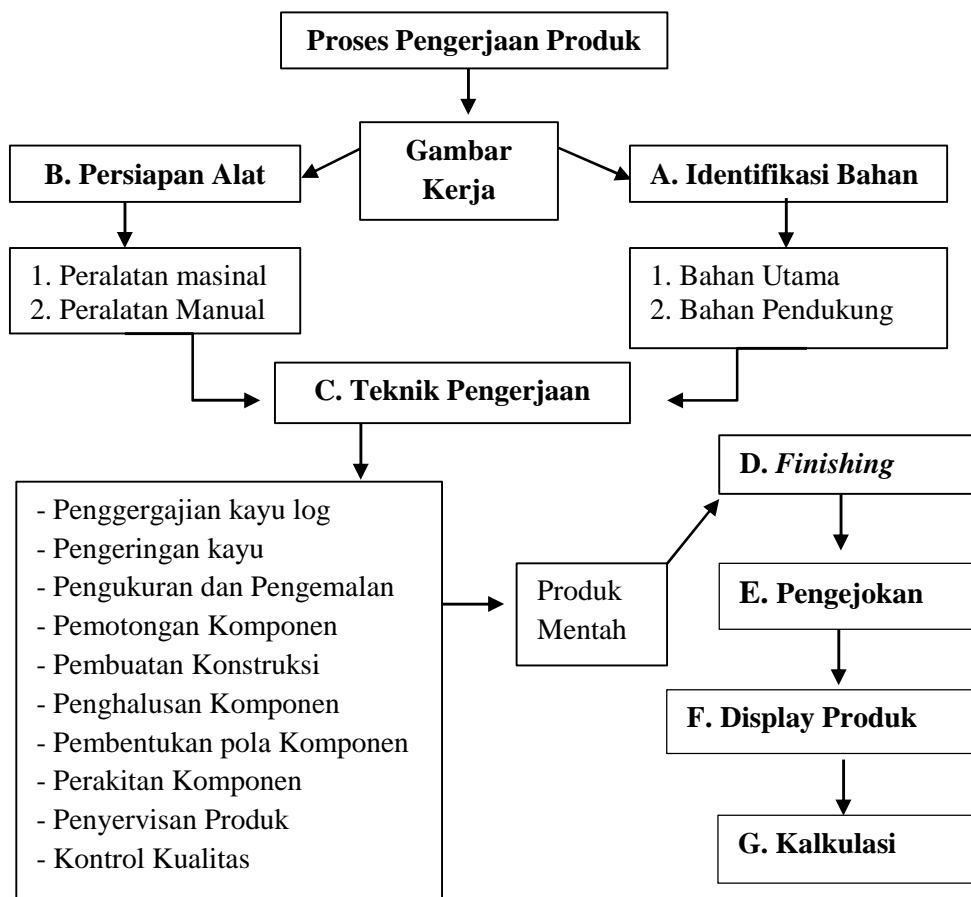 Proses Pengerjaan Produk
Gambar
Kerja
B. Persiapan Alat
A. Identifikasi Bahan
1. Peralatan masinal
2. Peralatan Manual
1. Bahan Utama
2. Bahan Pendukung
C. Teknik Pengerjaan
- Penggergajian kayu log
- Pengeringan kayu
- Pengukuran dan Pengemalan
- Pemotongan Komponen
- Pembuatan Konstruksi
- Penghalusan Komponen
- Pembentukan pola Komponen
- Perakitan Komponen
- Penyervisan Produk
- Kontrol Kualitas
Produk
Mentah
D. Finishing
E. Pengejokan
F. Display Produk
G. Kalkulasi